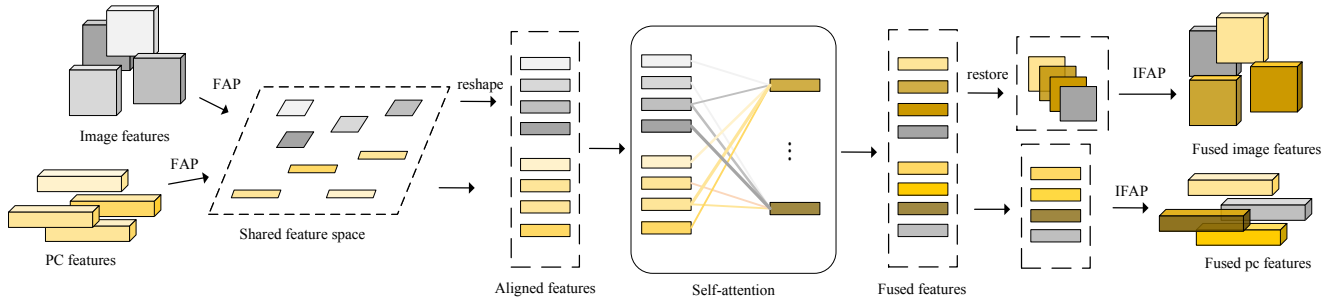 FAP
Image features
FAP
PC features
Shared feature space
reshape
Aligned features
Self-attention
Fused features
restore
IFAP
Fused image features
IFAP
Fused pc features